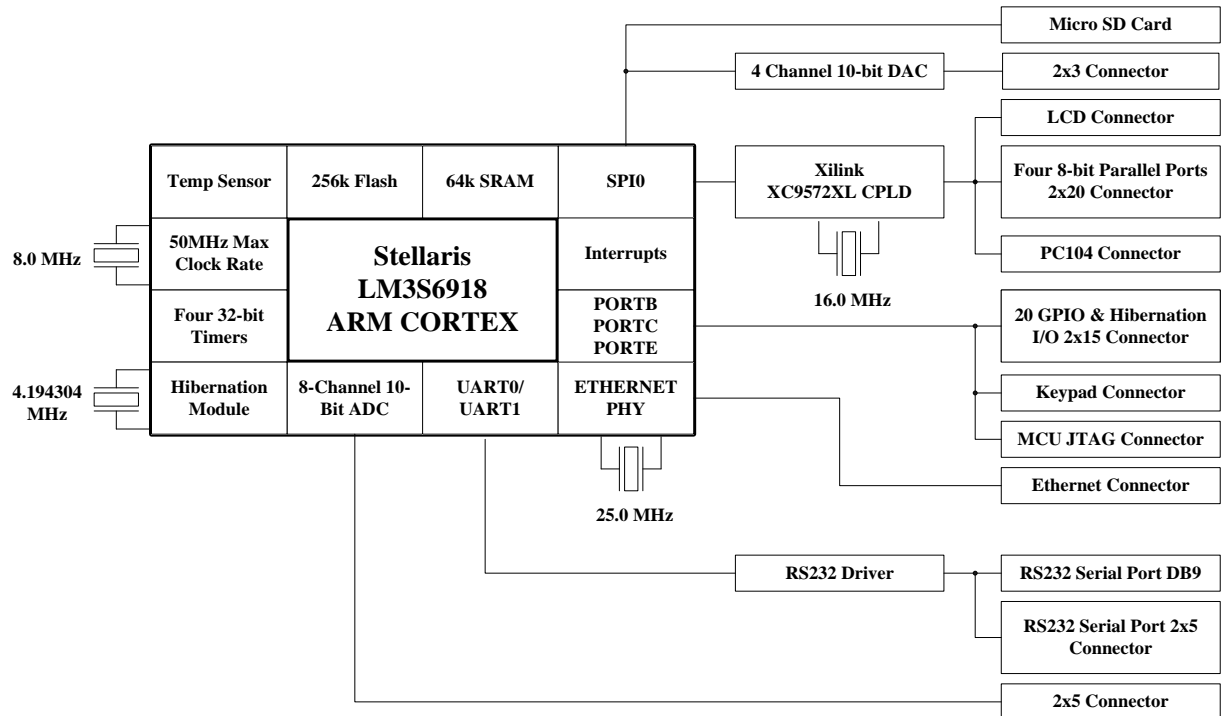 Micro SD Card
4 Channel 10-bit DAC
2x3 Connector
LCD Connector
Temp Sensor
256k Flash
64k SRAM
SPI0
Xilink
XC9572XL CPLD
Four 8-bit Parallel Ports
2x20 Connector
8.0 MHz
50MHz Max
Clock Rate
Stellaris
LM3S6918
ARM CORTEX
Interrupts
PC104 Connector
16.0 MHz
Four 32-bit
Timers
PORTB
PORTC
PORTE
20 GPIO & Hibernation
I/O 2x15 Connector
4.194304
MHz
Hibernation
Module
8-Channel 10-
Bit ADC
UART0/
UART1
ETHERNET
PHY
Keypad Connector
MCU JTAG Connector
Ethernet Connector
25.0 MHz
RS232 Driver
RS232 Serial Port DB9
RS232 Serial Port 2x5
Connector
2x5 Connector